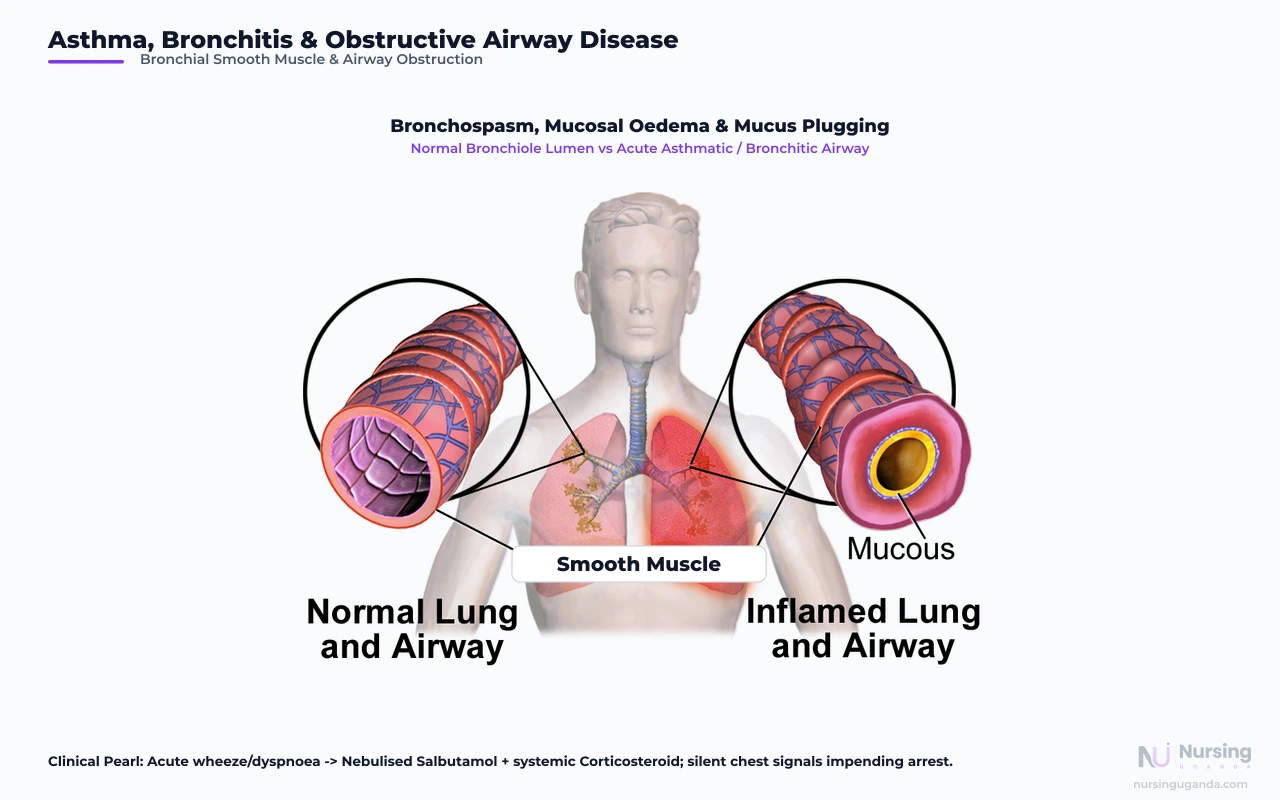 Asthma, Bronchitis & Obstructive Airway Disease
Bronchial Smooth Muscle & Airway Obstruction
Bronchospasm, Mucosal Oedema & Mucus Plugging
Normal Bronchiole Lumen vs Acute Asthmatic / Bronchitic Airway
Mucous
Smooth Muscle
Normal Lung
and Airway
Inflamed Lung
and Airway
Clinical Pearl: Acute wheeze/dyspnoea -> Nebulised Salbutamol + systemic Corticosteroid; silent chest signals impending arrest.
NU Nursing
UGANDA
nursinguganda.com